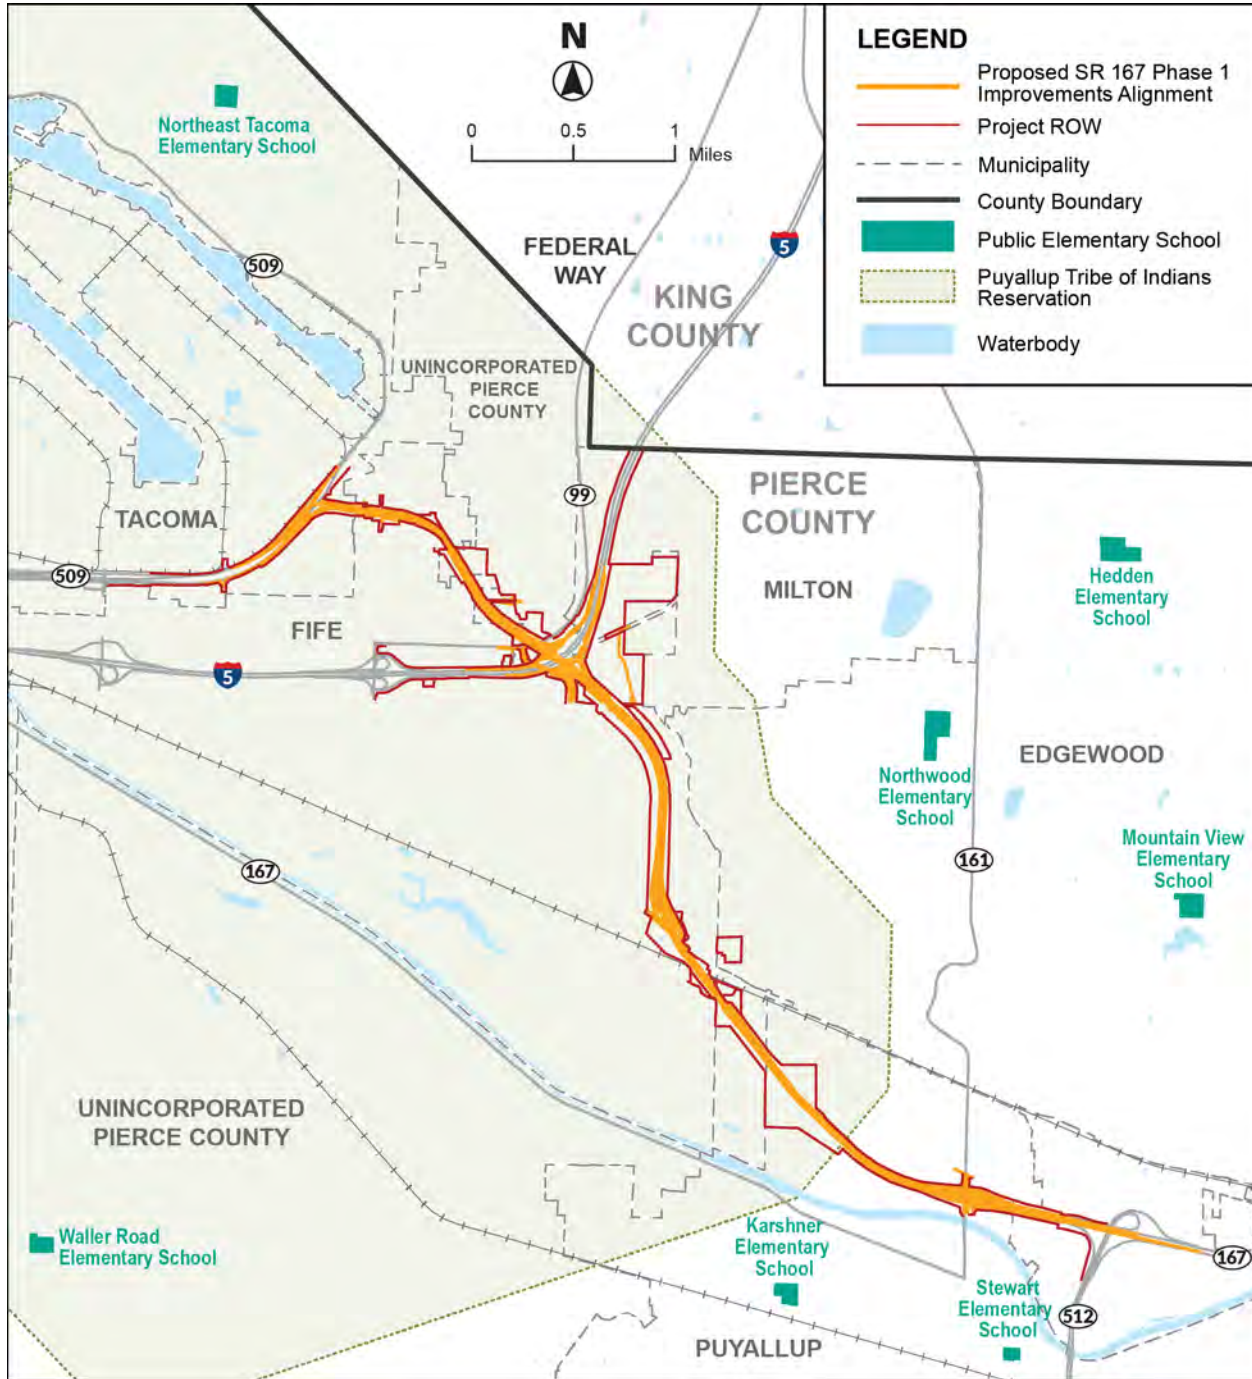 N
0
0.5
1
Miles
LEGEND
Proposed SR 167 Phase 1
Improvements Alignment
Project ROW
Municipality
County Boundary
Public Elementary School
Puyallup Tribe of Indians
Reservation
Waterbody
Northeast Tacoma
Elementary School
509
FEDERAL
WAY
5
KING
COUNTY
UNINCORPORATED
PIERCE
COUNTY
99
PIERCE
COUNTY
TACOMA
509
FIFE
5
MILTON
Hedden
Elementary
School
EDGEWOOD
Northwood
Elementary
School
161
Mountain View
Elementary
School
167
UNINCORPORATED
PIERCE COUNTY
Waller Road
Elementary School
Karshner
Elementary
School
167
Stewart
Elementary
School
512
PUYALLUP